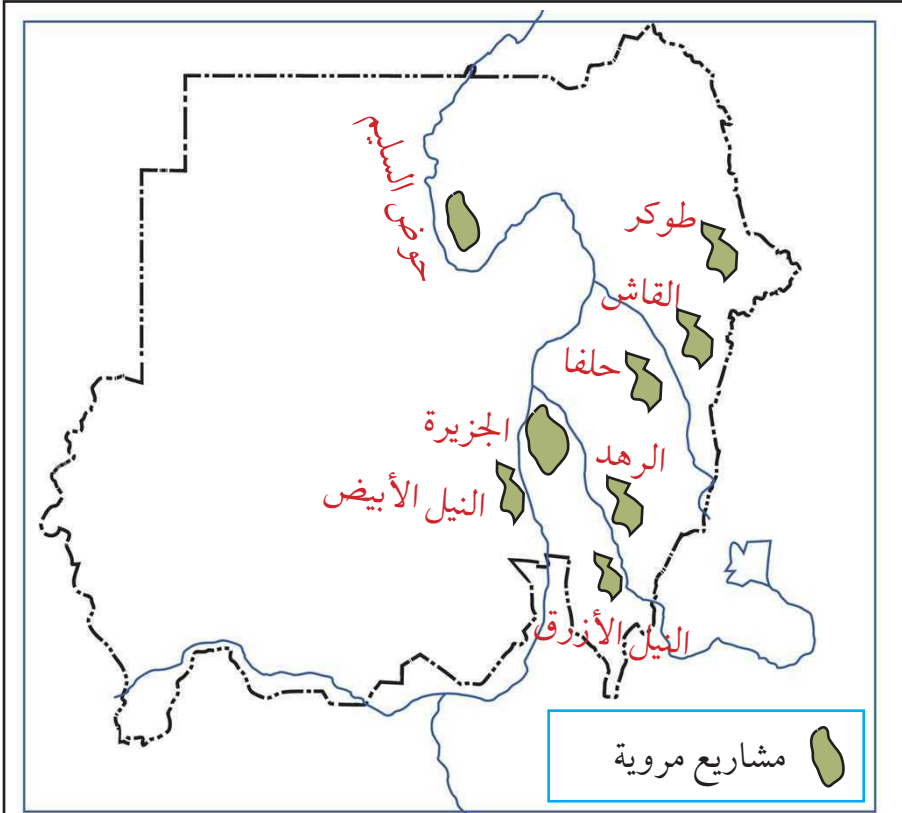 حوض السليم
طوكر
القاش
حلفا
الجزيرة
الرهد
النيل الأبيض
النيل الأزرق
مشاريع مروية